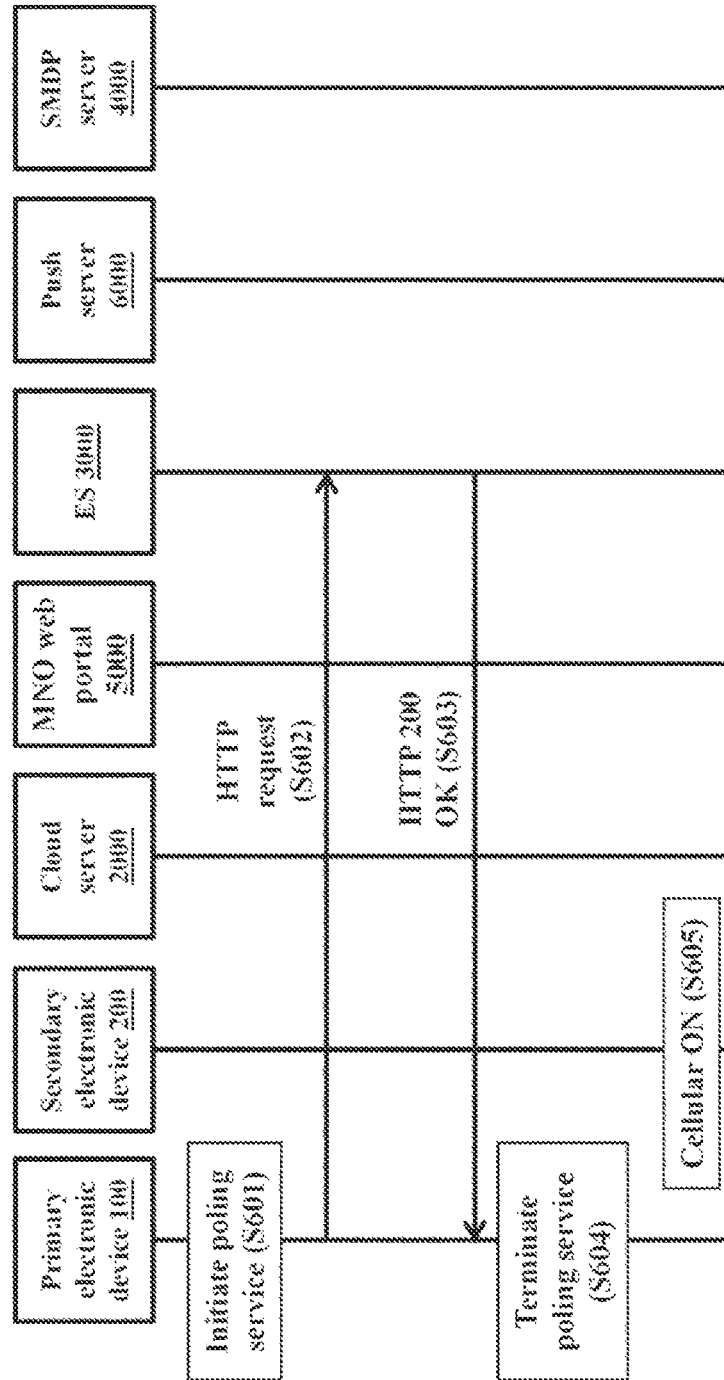 Primary
electronic
device 100
Secondary
electronic
device 200
Cloud
server
2000
MNO web
portal
5000
ES 3000
Push
server
6000
SMDP
server
4000
Initiate poling
service (S601)
HTTP
request
(S602)
HTTP 200
OK (S603)
Terminate
poling service
(S604)
Cellular ON (S605)